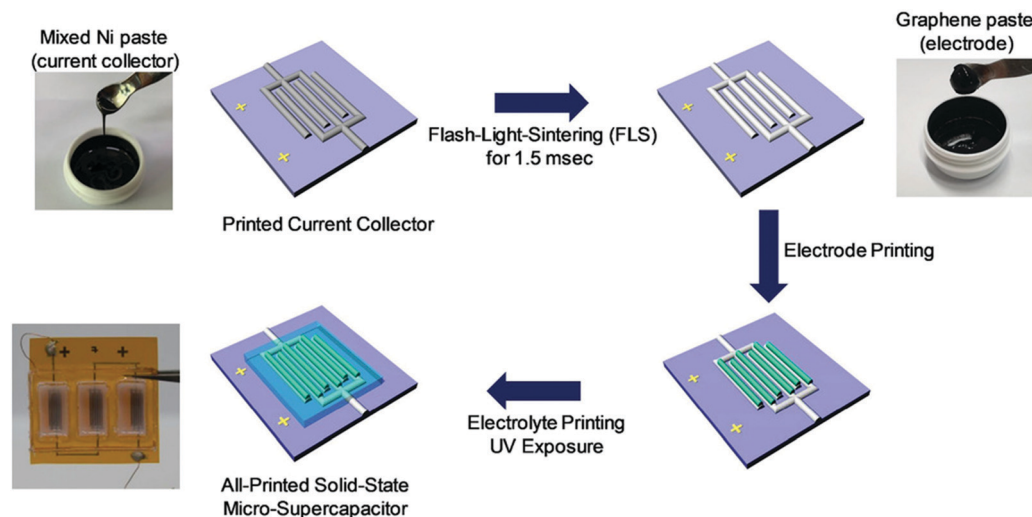 Mixed Ni paste
(current collector)
Flash-Light-Sintering (FLS)
for 1.5 msec
Graphene paste
(electrode)
Printed Current Collector
Electrode Printing
Electrolyte Printing
UV Exposure
All-Printed Solid-State
Micro-Supercapacitor